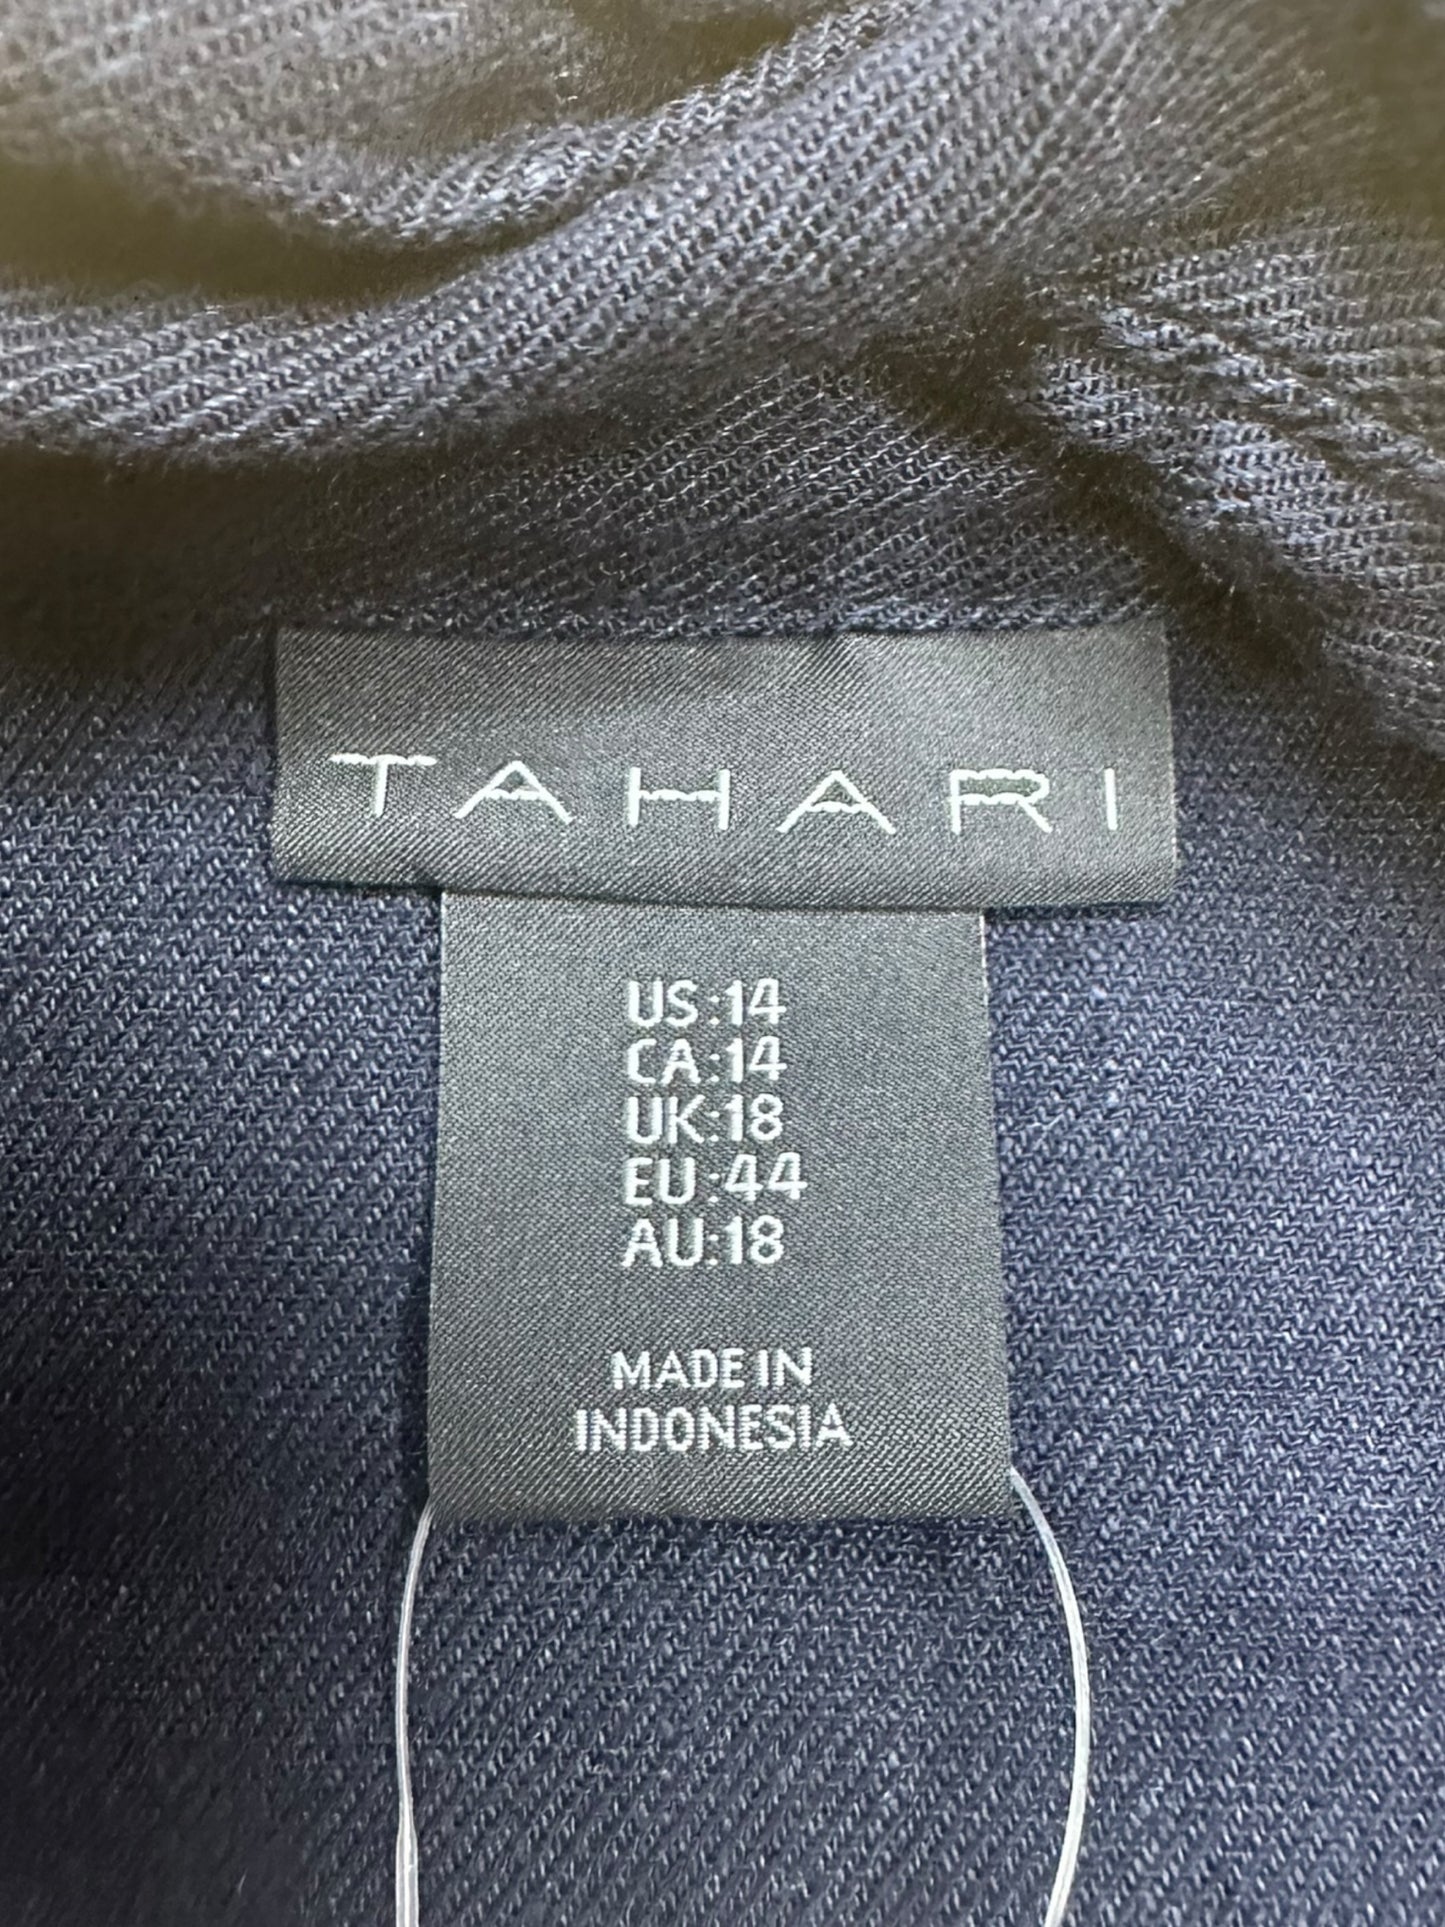 TAHARI
US:14
CA:14
UK:18
EU:44
AU:18
MADE IN
INDONESIA